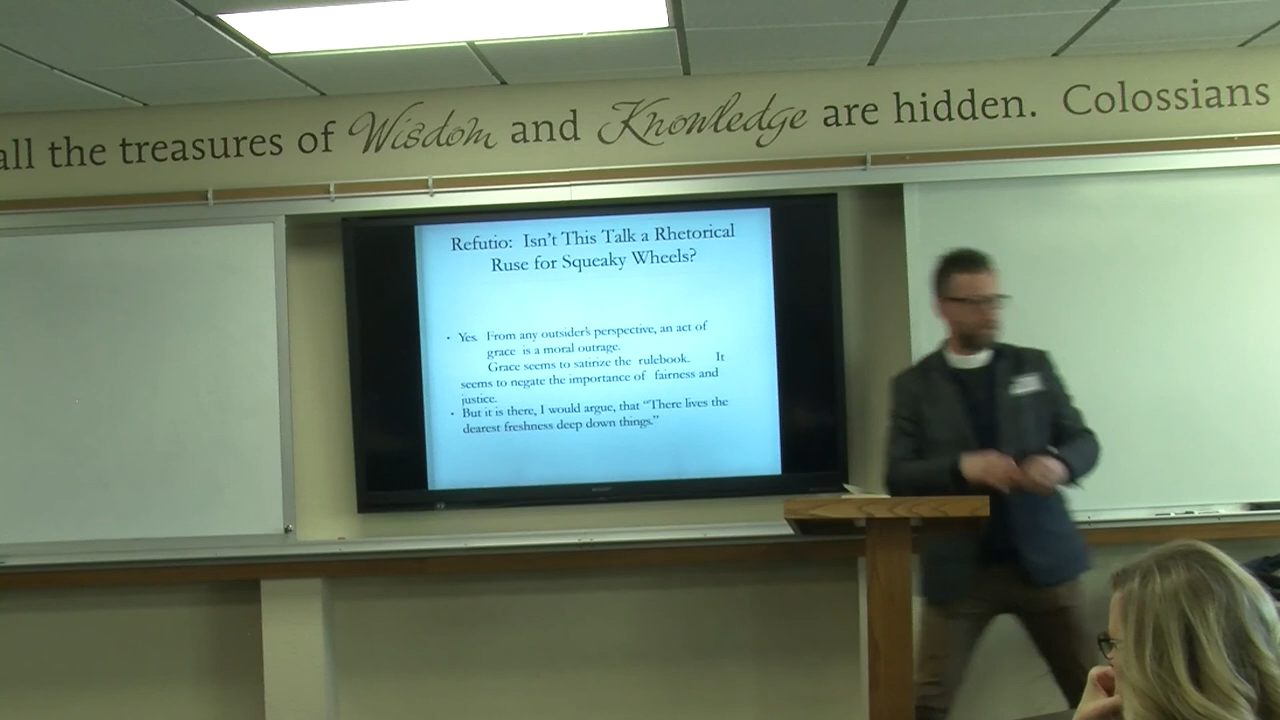 all the treasures of Wisdom and Knowledge are hidden. Colossians
Refutio: Isn't This Talk a Rhetorical
Ruse for Squeaky Wheels?
• Yes. From any outsider's perspective, an act of
grace is a moral outrage.
Grace seems to satirize the rulebook. It
seems to negate the importance of fairness and
justice.
• But it is there, I would argue, that “There lives the
dearest freshness deep down things.”